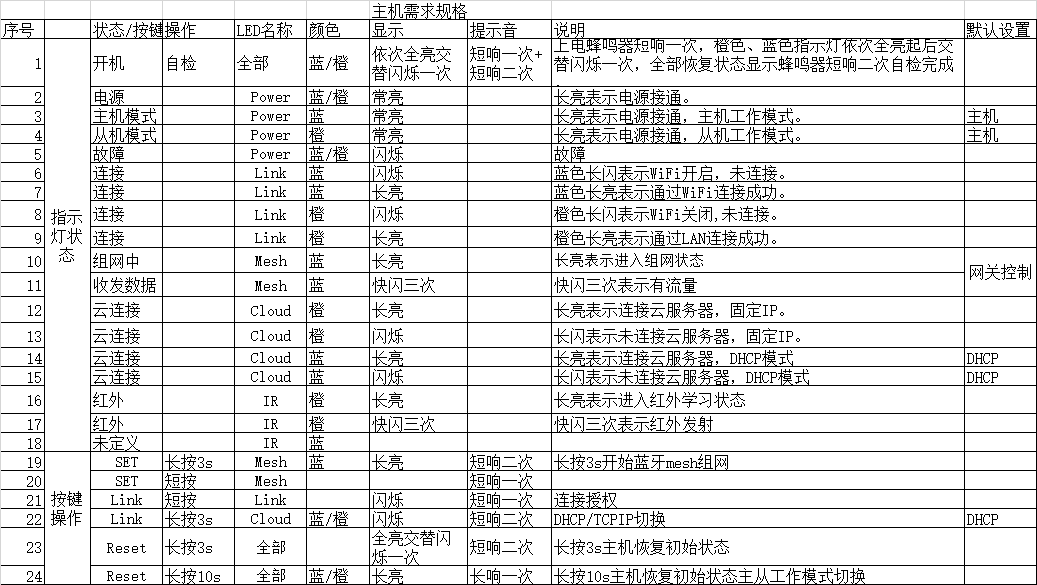 主机需求规格
序号 状态/按键 操作 LED名称 颜色 显示 提示音 说明 默认设置
1 开机 自检 全部 蓝/橙 依次全亮交替闪烁一次 短响一次+短响二次 上电蜂鸣器短响一次，橙色、蓝色指示灯依次全亮起后交替闪烁一次，全部恢复状态显示蜂鸣器短响二次自检完成
指示灯状态
2 电源 Power 蓝/橙 常亮 长亮表示电源接通。
3 主机模式 Power 蓝 常亮 长亮表示电源接通，主机工作模式。 主机
4 从机模式 Power 橙 常亮 长亮表示电源接通，从机工作模式。 主机
5 故障 Power 蓝/橙 闪烁 故障
6 连接 Link 蓝 闪烁 蓝色长闪表示WiFi开启，未连接。
7 连接 Link 蓝 长亮 蓝色长亮表示通过WiFi连接成功。
8 连接 Link 橙 闪烁 橙色长闪表示WiFi关闭,未连接。
9 连接 Link 橙 长亮 橙色长亮表示通过LAN连接成功。
10 组网中 Mesh 蓝 长亮 长亮表示进入组网状态
网关控制
11 收发数据 Mesh 蓝 快闪三次 快闪三次表示有流量
12 云连接 Cloud 橙 长亮 长亮表示连接云服务器，固定IP。
13 云连接 Cloud 橙 闪烁 长闪表示未连接云服务器，固定IP。
14 云连接 Cloud 蓝 长亮 长亮表示连接云服务器，DHCP模式 DHCP
15 云连接 Cloud 蓝 闪烁 长闪表示未连接云服务器，DHCP模式 DHCP
16 红外 IR 橙 长亮 长亮表示进入红外学习状态
17 红外 IR 橙 快闪三次 快闪三次表示红外发射
18 未定义 IR 蓝
按键操作
19 SET 长按3s Mesh 蓝 长亮 短响二次 长按3s开始蓝牙mesh组网
20 SET 短按 Mesh 短响一次
21 Link 短按 Link 闪烁 短响一次 连接授权
22 Link 长按3s Cloud 蓝/橙 闪烁 短响二次 DHCP/TCPIP切换 DHCP
23 Reset 长按3s 全部 全亮交替闪烁一次 短响二次 长按3s主机恢复初始状态
24 Reset 长按10s 全部 蓝/橙 长亮 长响一次 长按10s主机恢复初始状态主从工作模式切换